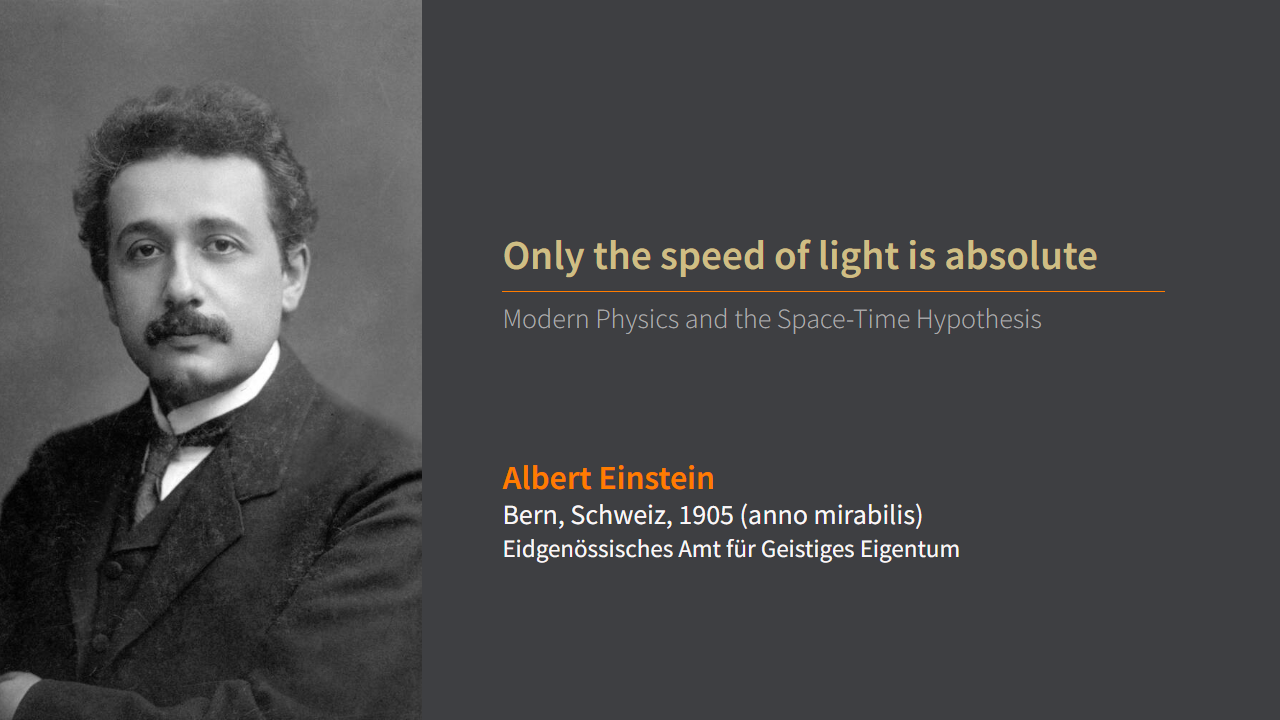 Only the speed of light is absolute
Modern Physics and the Space-Time Hypothesis
Albert Einstein
Bern, Schweiz, 1905 (anno mirabilis)
Eidgenössisches Amt für Geistiges Eigentum